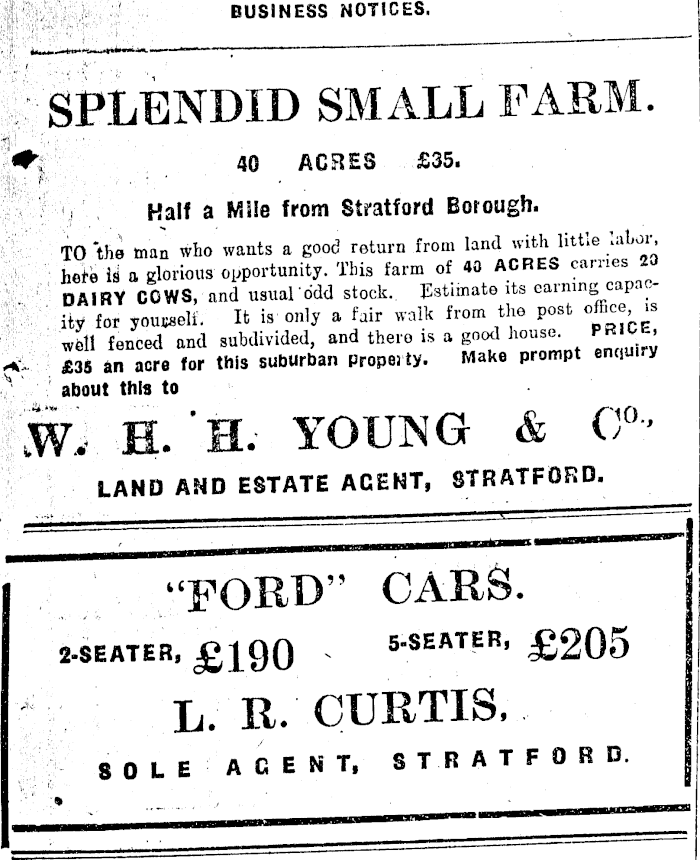 BUSINESS NOTICES.
SPLENDID SMALL FARM.
40 ACRES £35.
Half a Mile from Stratford Borough.
TO the man who wants a good return from land with little labor,
here is a glorious opportunity. This farm of 40 ACRES carries 20
DAIRY COWS, and usual odd stock. Estimate its earning capac-
ity for yourself. It is only a fair walk from the post office, is
well fenced and subdivided, and there is a good house. PRICE,
£35 an acre for this suburban property. Make prompt enquiry
about this to
W. H. H. YOUNG & Co.,
LAND AND ESTATE AGENT, STRATFORD.
"FORD" CARS.
2-SEATER, £190 5-SEATER, £205
L. R. CURTIS,
SOLE AGENT, STRATFORD.